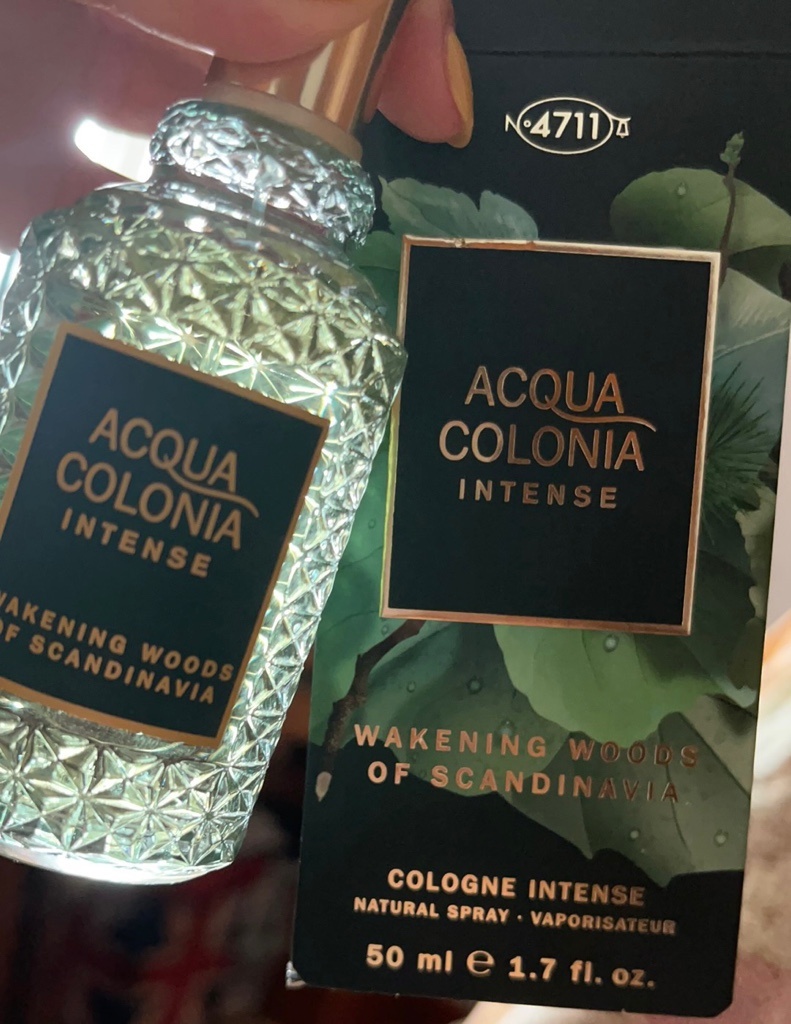 ACQUA
COLONIA
INTENSE
WAKENING WOODS
OF SCANDINAVIA
Nº4711
ACQUA
COLONIA
INTENSE
WAKENING WOODS
OF SCANDINAVIA
COLOGNE INTENSE
NATURAL SPRAY · VAPORISATEUR
50 ml ℮ 1.7 fl. oz.